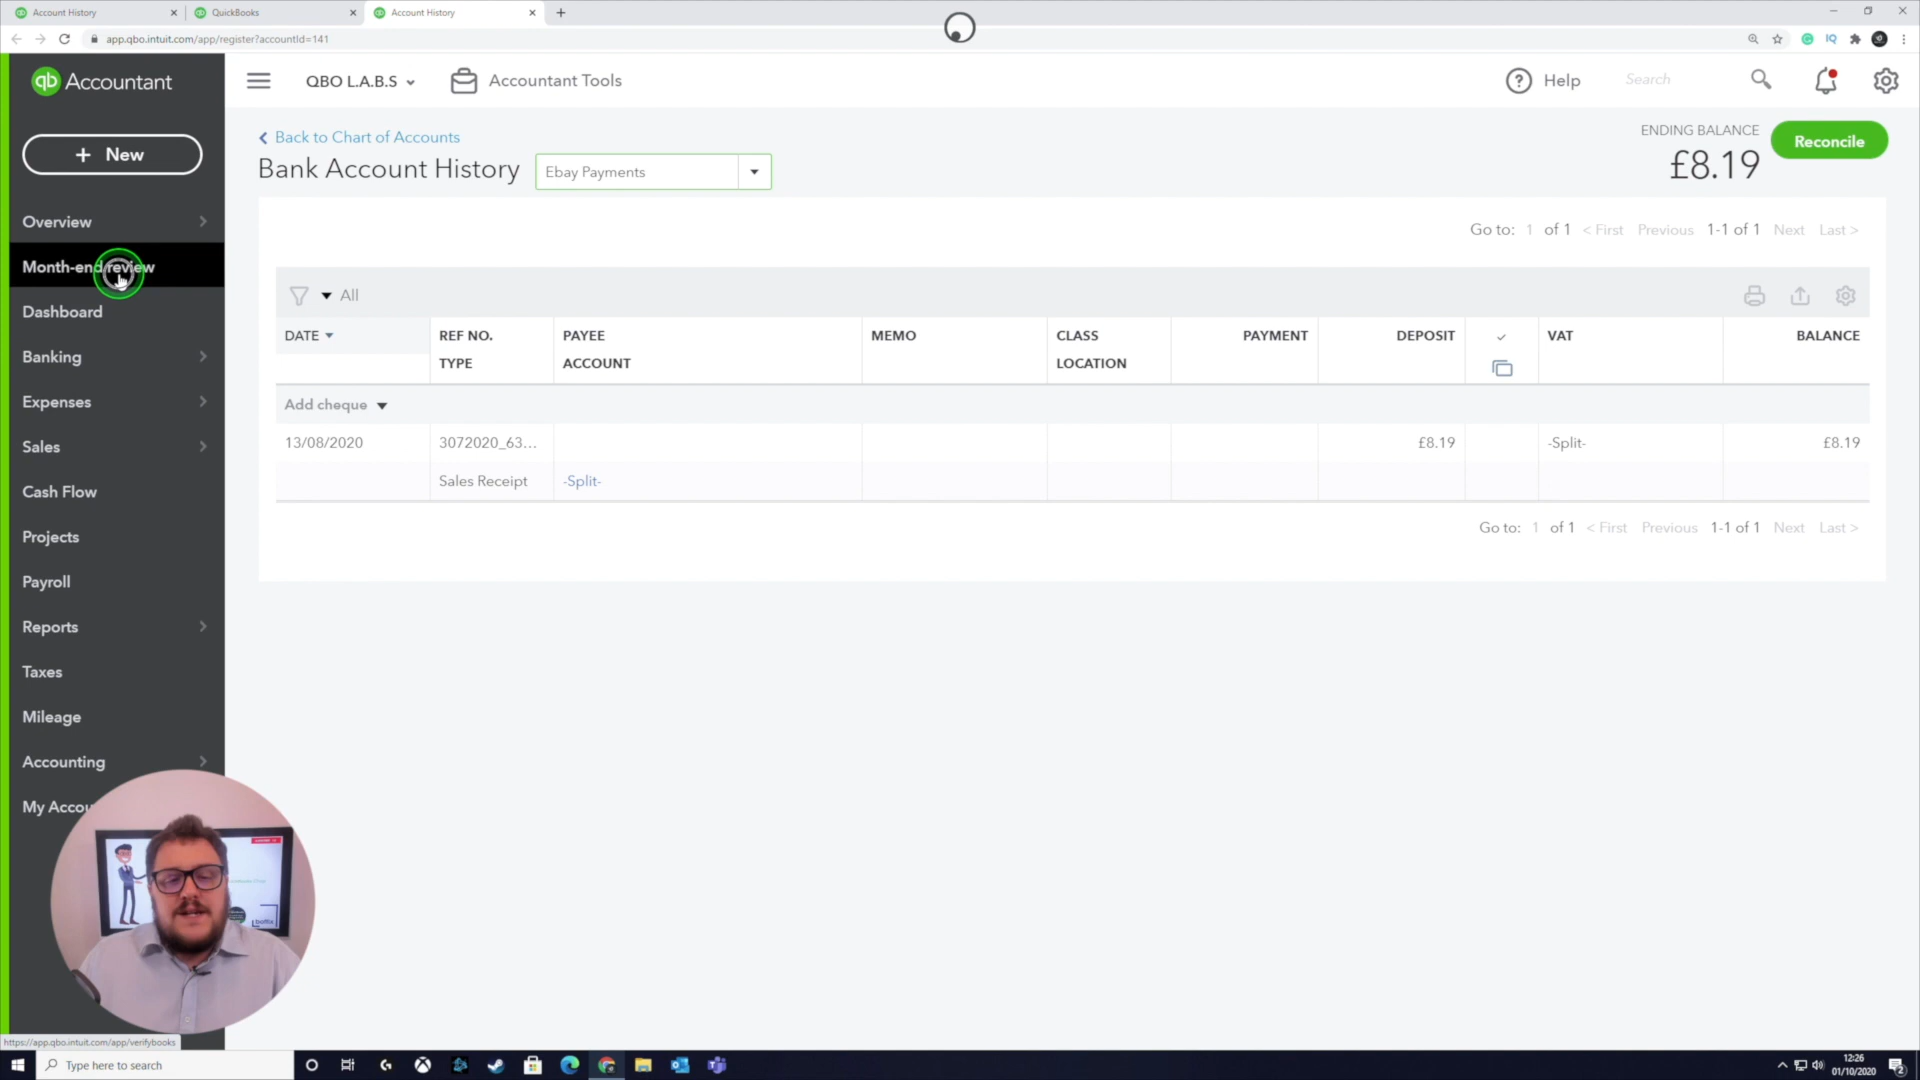 Account History
QuickBooks
Account History
app.qbo.intuit.com/app/register?accountId=141
qb Accountant
QBO L.A.B.S
Accountant Tools
Help
Search
+ New
Back to Chart of Accounts
Bank Account History
Ebay Payments
ENDING BALANCE
£8.19
Reconcile
Overview
Month-end review
Dashboard
Banking
Expenses
Sales
Cash Flow
Projects
Payroll
Reports
Taxes
Mileage
Accounting
My Accou
Go to: 1 of 1 < First Previous 1-1 of 1 Next Last >
All
DATE REF NO. PAYEE MEMO CLASS PAYMENT DEPOSIT VAT BALANCE
TYPE ACCOUNT LOCATION
Add cheque
13/08/2020 3072020_63... £8.19 -Split- £8.19
Sales Receipt -Split-
Go to: 1 of 1 < First Previous 1-1 of 1 Next Last >
https://app.qbo.intuit.com/app/verifybooks
Type here to search
12:26
01/10/2020
2